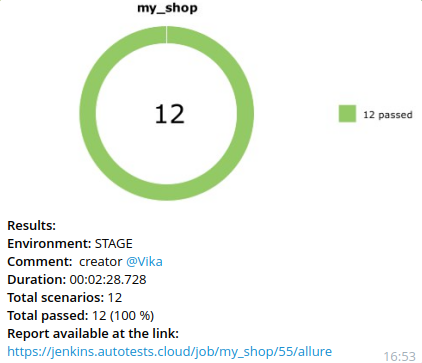 my_shop
12
12 passed
Results:
Environment: STAGE
Comment: creator @Vika
Duration: 00:02:28.728
Total scenarios: 12
Total passed: 12 (100 %)
Report available at the link:
https://jenkins.autotests.cloud/job/my_shop/55/allure
16:53